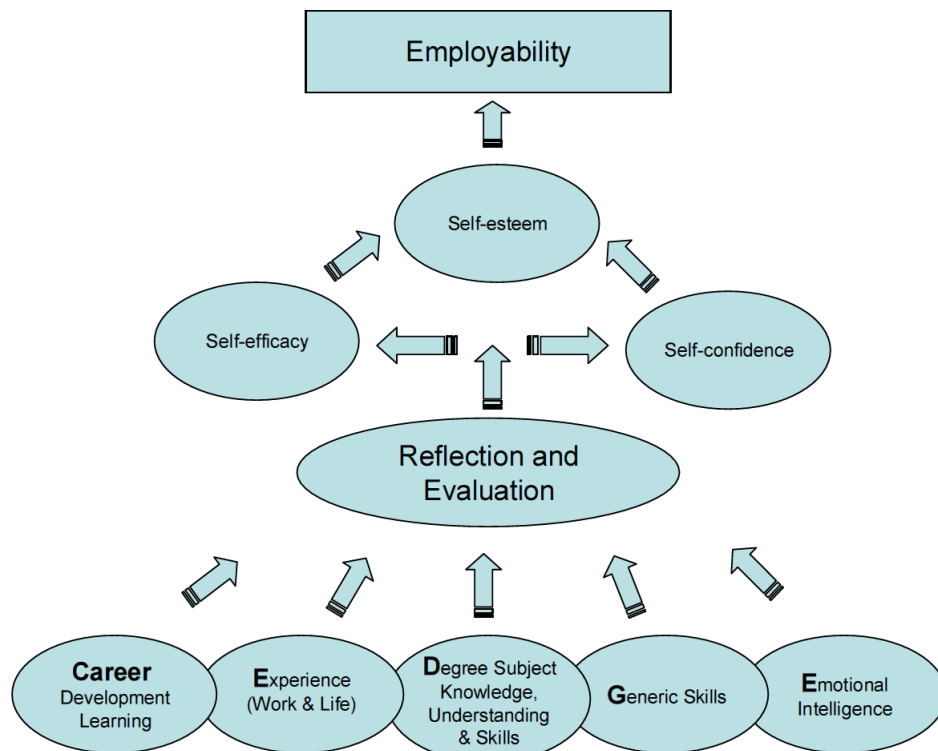 Employability
Self-esteem
Self-efficacy
Self-confidence
Reflection and
Evaluation
Career
Development
Learning
Experience
(Work & Life)
Degree Subject
Knowledge,
Understanding
& Skills
Generic Skills
Emotional
Intelligence